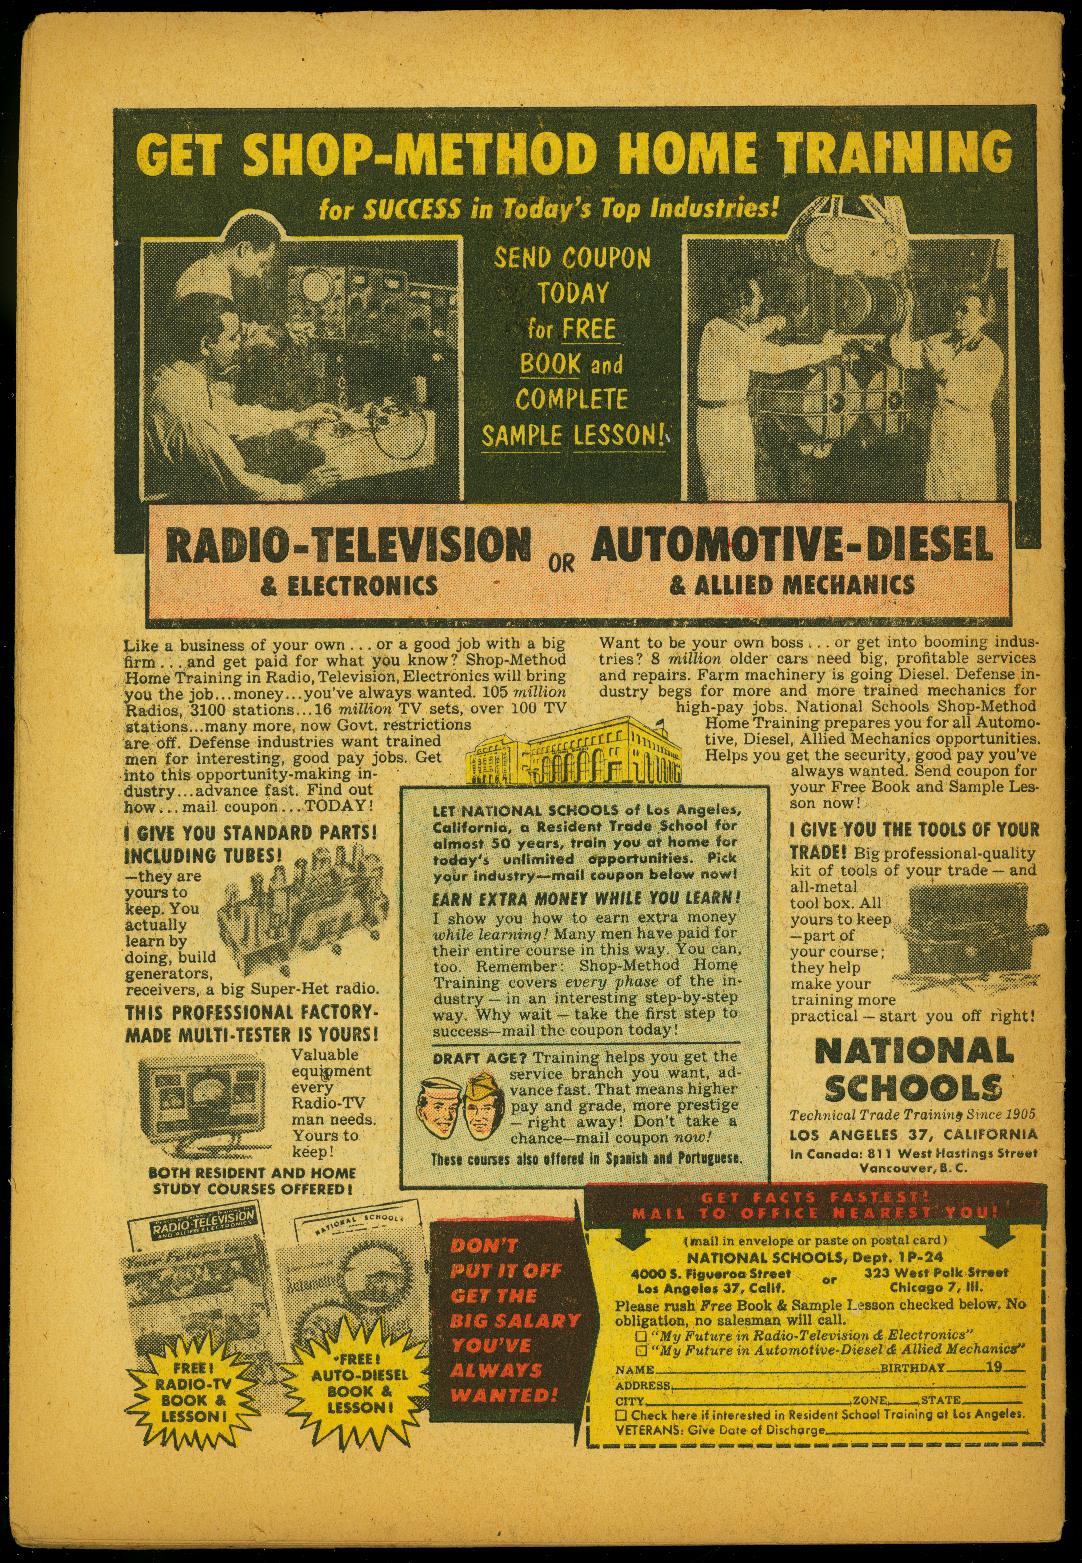 GET SHOP-METHOD HOME TRAINING
for SUCCESS in Today's Top Industries!
SEND COUPON
TODAY
for FREE
BOOK and
COMPLETE
SAMPLE LESSON!
RADIO-TELEVISION
& ELECTRONICS
OR
AUTOMOTIVE-DIESEL
& ALLIED MECHANICS
Like a business of your own...or a good job with a big
firm...and get paid for what you know? Shop-Method
Home Training in Radio, Television, Electronics will bring
you the job...money...you've always wanted. 105 million
Radios, 3100 stations...16 million TV sets, over 100 TV
stations...many more, now Govt. restrictions
are off. Defense industries want trained
men for interesting, good pay jobs. Get
into this opportunity-making in-
dustry...advance fast. Find out
how...mail coupon...TODAY!
I GIVE YOU STANDARD PARTS!
INCLUDING TUBES!
—they are
yours to
keep. You
actually
learn by
doing, build
generators,
receivers, a big Super-Het radio.
THIS PROFESSIONAL FACTORY-
MADE MULTI-TESTER IS YOURS!
Valuable
equipment
every
Radio-TV
man needs.
Yours to
keep!
BOTH RESIDENT AND HOME
STUDY COURSES OFFERED!
LET NATIONAL SCHOOLS of Los Angeles,
California, a Resident Trade School for
almost 50 years, train you at home for
today's unlimited opportunities. Pick
your industry—mail coupon below now!
EARN EXTRA MONEY WHILE YOU LEARN!
I show you how to earn extra money
while learning! Many men have paid for
their entire course in this way. You can,
too. Remember: Shop-Method Home
Training covers every phase of the in-
dustry — in an interesting step-by-step
way. Why wait — take the first step to
success—mail the coupon today!
DRAFT AGE? Training helps you get the
service branch you want, ad-
vance fast. That means higher
pay and grade, more prestige
— right away! Don't take a
chance—mail coupon now!
These courses also offered in Spanish and Portuguese.
Want to be your own boss...or get into booming indus-
tries? 8 million older cars need big, profitable services
and repairs. Farm machinery is going Diesel. Defense in-
dustry begs for more and more trained mechanics for
high-pay jobs. National Schools Shop-Method
Home Training prepares you for all Automo-
tive, Diesel, Allied Mechanics opportunities.
Helps you get the security, good pay you've
always wanted. Send coupon for
your Free Book and Sample Les-
son now!
I GIVE YOU THE TOOLS OF YOUR
TRADE! Big professional-quality
kit of tools of your trade — and
all-metal
tool box. All
yours to keep
—part of
your course;
they help
make your
training more
practical — start you off right!
NATIONAL
SCHOOLS
Technical Trade Training Since 1905
LOS ANGELES 37, CALIFORNIA
In Canada: 811 West Hastings Street
Vancouver, B. C.
RADIO-TELEVISION
AND ALLIED ELECTRONICS
NATIONAL SCHOOLS
FREE!
RADIO-TV
BOOK &
LESSON!
FREE!
AUTO-DIESEL
BOOK &
LESSON!
DON'T
PUT IT OFF
GET THE
BIG SALARY
YOU'VE
ALWAYS
WANTED!
GET FACTS FASTEST!
MAIL TO OFFICE NEAREST YOU!
(mail in envelope or paste on postal card)
NATIONAL SCHOOLS, Dept. 1P-24
4000 S. Figueroa Street
Los Angeles 37, Calif.
or
323 West Polk Street
Chicago 7, Ill.
Please rush Free Book & Sample Lesson checked below. No
obligation, no salesman will call.
☐ "My Future in Radio-Television & Electronics"
☐ "My Future in Automotive-Diesel & Allied Mechanics"
NAME____BIRTHDAY____19__
ADDRESS____
CITY____ZONE____STATE____
☐ Check here if interested in Resident School Training at Los Angeles.
VETERANS: Give Date of Discharge____